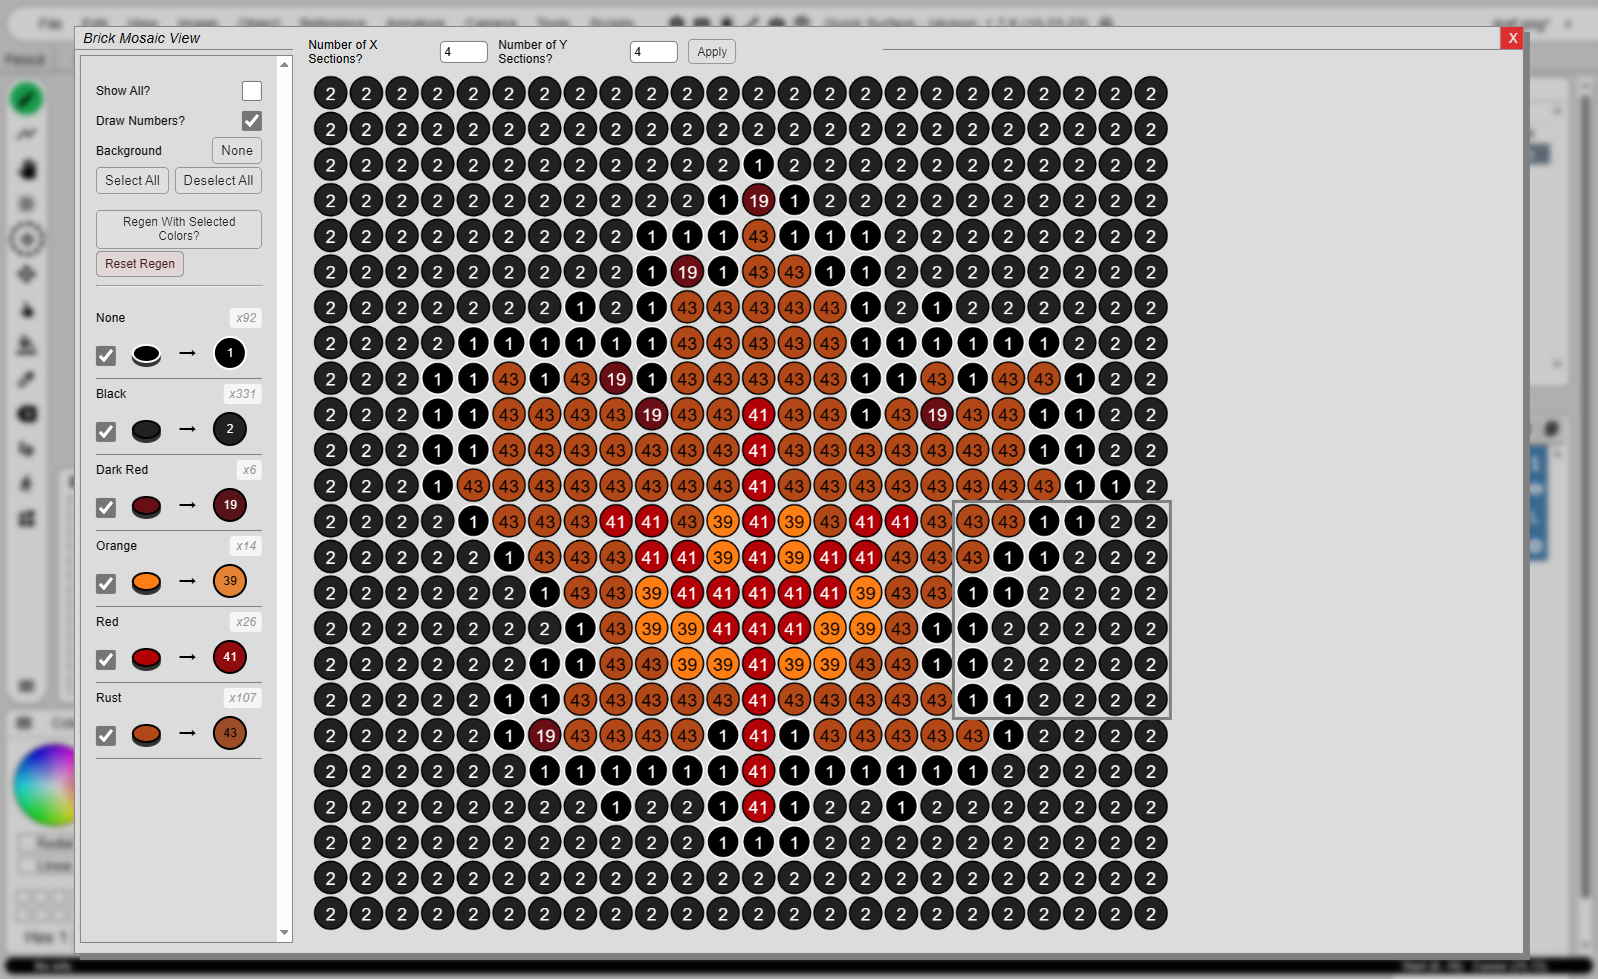 Brick Mosaic View
Number of X Sections? 4 Number of Y Sections? 4 Apply
X
Show All?
Draw Numbers?
Background None
Select All Deselect All
Regen With Selected Colors?
Reset Regen
None x92
1
Black x331
2
Dark Red x6
19
Orange x14
39
Red x26
41
Rust x107
43
2 2 2 2 2 2 2 2 2 2 2 2 2 2 2 2 2 2 2 2 2 2 2 2
2 2 2 2 2 2 2 2 2 2 2 2 2 2 2 2 2 2 2 2 2 2 2 2
2 2 2 2 2 2 2 2 2 2 2 2 1 2 2 2 2 2 2 2 2 2 2 2
2 2 2 2 2 2 2 2 2 2 2 1 19 1 2 2 2 2 2 2 2 2 2 2
2 2 2 2 2 2 2 2 2 1 1 1 43 1 1 1 2 2 2 2 2 2 2 2
2 2 2 2 2 2 2 2 2 1 19 1 43 43 1 1 2 2 2 2 2 2 2 2
2 2 2 2 2 2 2 1 2 1 43 43 43 43 43 1 2 1 2 2 2 2 2 2
2 2 2 2 1 1 1 1 1 1 43 43 43 43 43 1 1 1 1 1 1 2 2 2
2 2 2 1 1 43 1 43 19 1 43 43 43 43 43 1 1 43 1 43 43 1 2 2
2 2 2 1 1 43 43 43 43 19 43 43 41 43 43 1 43 19 43 43 1 1 2 2
2 2 2 1 1 43 43 43 43 43 43 43 41 43 43 43 43 43 43 43 1 1 2 2
2 2 2 1 43 43 43 43 43 43 43 43 41 43 43 43 43 43 43 43 43 1 1 2
2 2 2 2 1 43 43 43 41 41 43 39 41 39 43 41 41 43 43 43 1 1 2 2
2 2 2 2 2 1 43 43 43 41 41 39 41 39 41 41 43 43 43 1 1 2 2 2
2 2 2 2 2 2 1 43 43 39 41 41 41 41 41 39 43 43 1 1 2 2 2 2
2 2 2 2 2 2 2 1 43 39 39 41 41 41 39 39 43 1 1 2 2 2 2 2
2 2 2 2 2 2 1 1 43 43 39 39 41 39 39 43 43 1 1 2 2 2 2 2
2 2 2 2 2 1 1 43 43 43 43 43 41 43 43 43 43 43 1 1 2 2 2 2
2 2 2 2 2 1 19 43 43 43 43 1 41 1 43 43 43 43 43 1 2 2 2 2
2 2 2 2 2 2 1 1 1 1 1 1 41 1 1 1 1 1 1 2 2 2 2 2
2 2 2 2 2 2 2 2 1 2 2 1 41 1 2 2 1 2 2 2 2 2 2 2
2 2 2 2 2 2 2 2 2 2 2 1 1 1 2 2 2 2 2 2 2 2 2 2
2 2 2 2 2 2 2 2 2 2 2 2 2 2 2 2 2 2 2 2 2 2 2 2
2 2 2 2 2 2 2 2 2 2 2 2 2 2 2 2 2 2 2 2 2 2 2 2